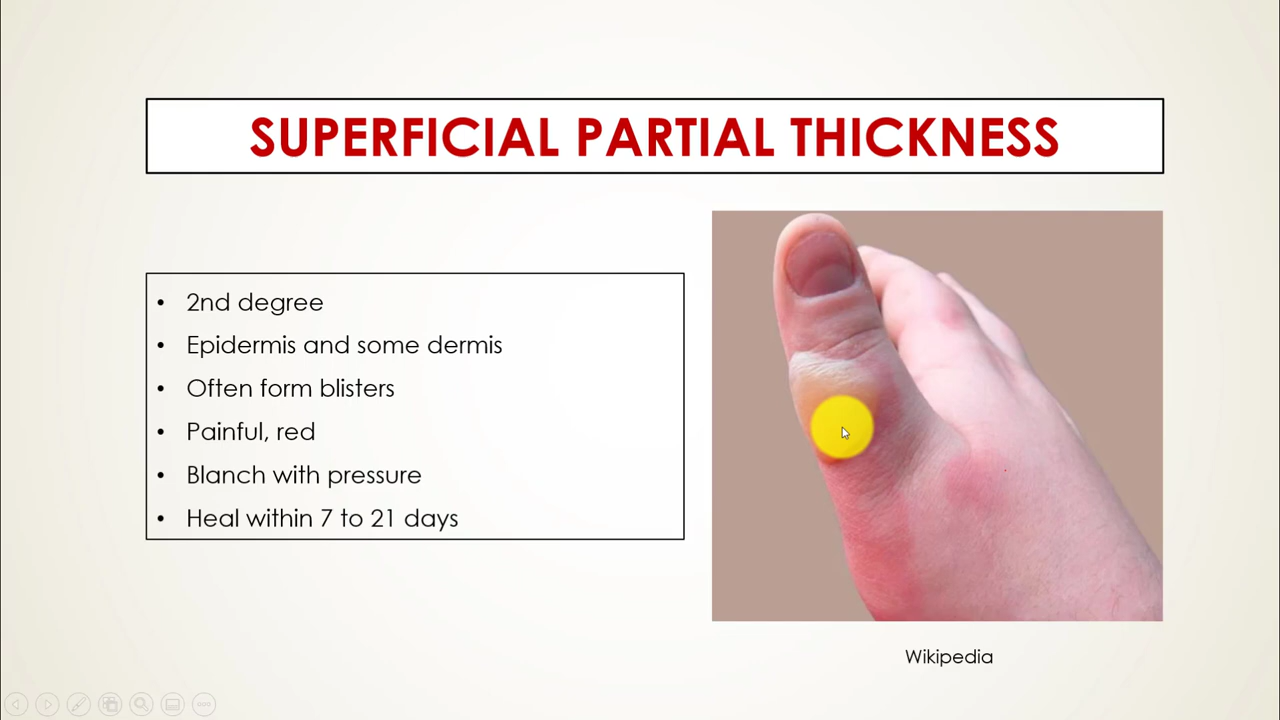 SUPERFICIAL PARTIAL THICKNESS
• 2nd degree
• Epidermis and some dermis
• Often form blisters
• Painful, red
• Blanch with pressure
• Heal within 7 to 21 days
Wikipedia